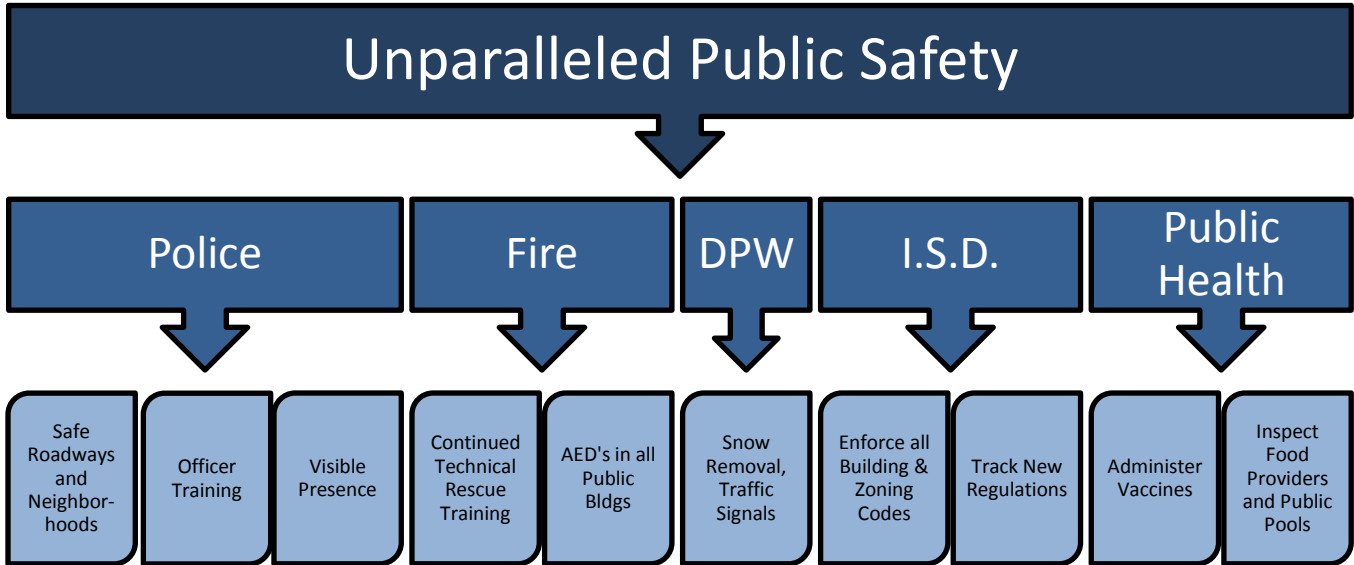 Unparalleled Public Safety
Police
Fire
DPW
I.S.D.
Public
Health
Safe
Roadways
and
Neighbor-
hoods
Officer
Training
Visible
Presence
Continued
Technical
Rescue
Training
AED's in all
Public
Bldgs
Snow
Removal,
Traffic
Signals
Enforce all
Building &
Zoning
Codes
Track New
Regulations
Administer
Vaccines
Inspect
Food
Providers
and Public
Pools